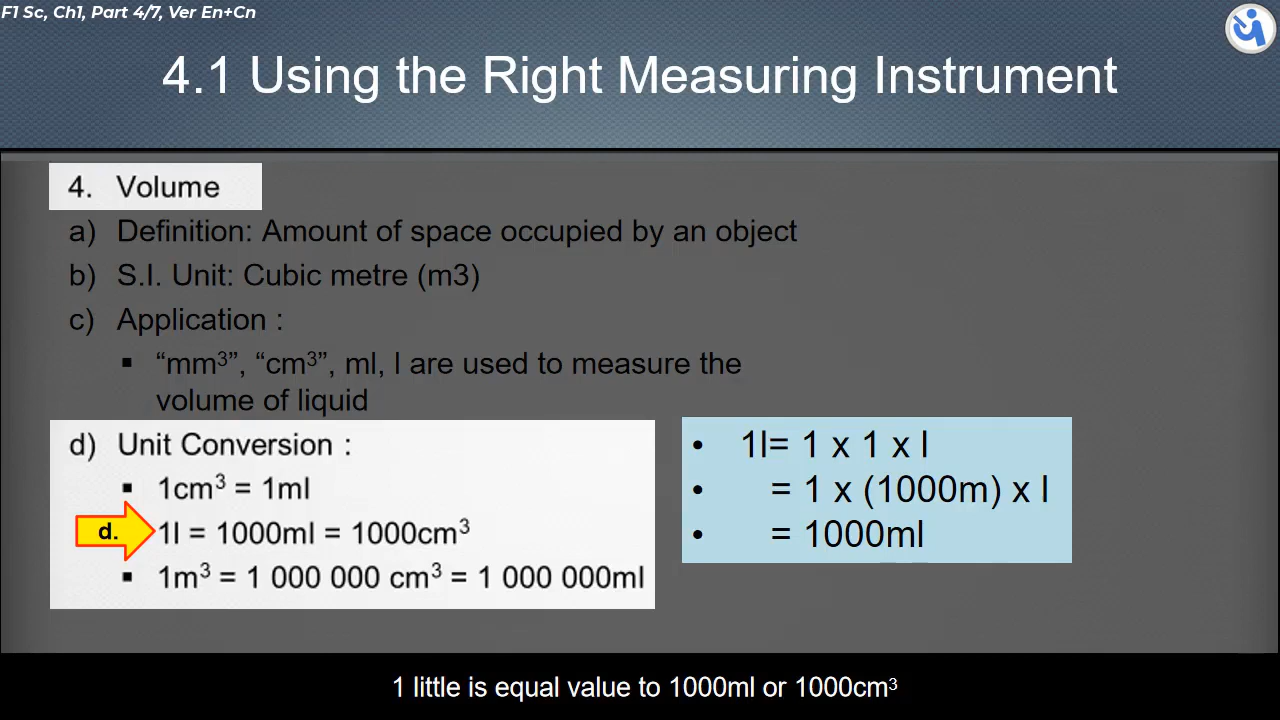 F1 Sc, Ch1, Part 4/7, Ver En+Cn
4.1 Using the Right Measuring Instrument
4. Volume
a) Definition: Amount of space occupied by an object
b) S.I. Unit: Cubic metre (m3)
c) Application :
▪ “mm³”, “cm³”, ml, l are used to measure the
volume of liquid
d) Unit Conversion :
▪ 1cm³ = 1ml
d. 1l = 1000ml = 1000cm³
▪ 1m³ = 1 000 000 cm³ = 1 000 000ml
• 1l= 1 x 1 x l
• = 1 x (1000m) x l
• = 1000ml
1 little is equal value to 1000ml or 1000cm³